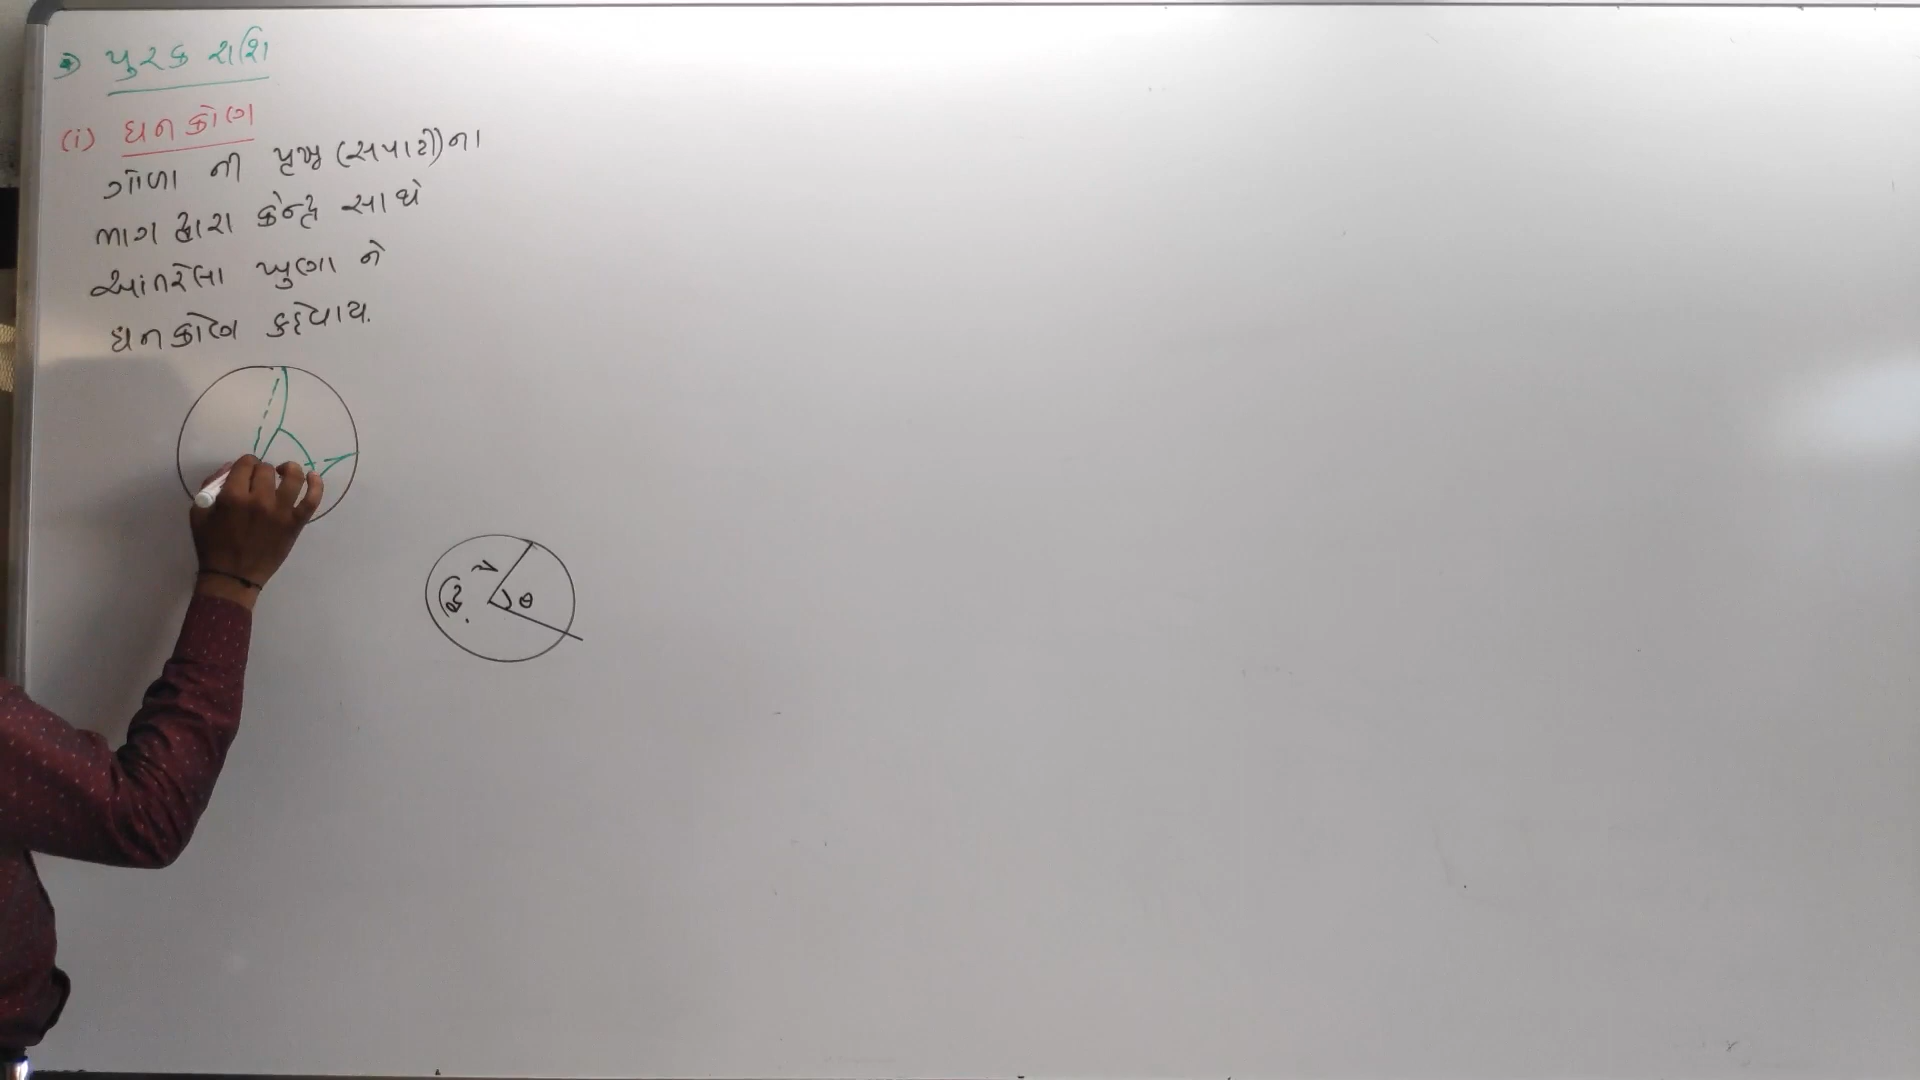 પુરક રાશિ
(i) ઘનકોણ
ગોળા ની પૃષ્ઠ (સપાટી)ના
ભાગ દ્વારા કેન્દ્ર સાથે
આંતરેલા ખુણા ને
ઘનકોણ કહેવાય.
θ